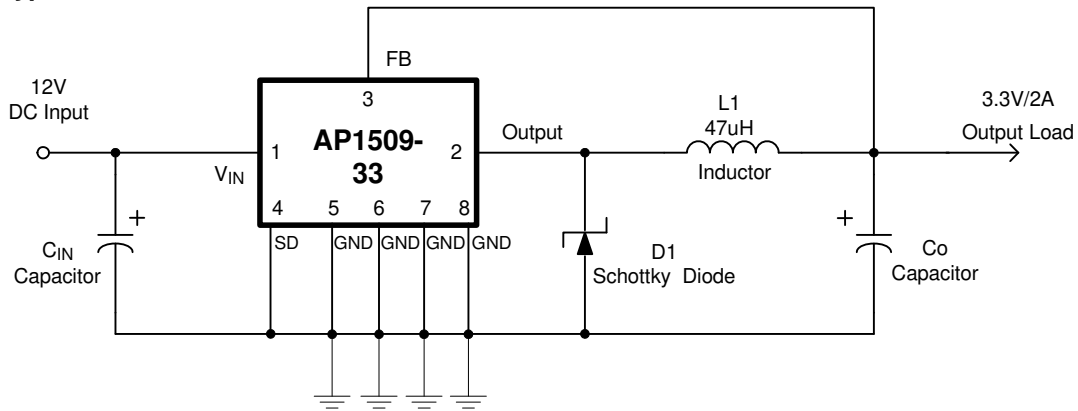 FB
12V
DC Input
3
AP1509-
33
1
2
VIN
Output
L1
47uH
Inductor
3.3V/2A
Output Load
4
5
6
7
8
SD
GND
GND
GND
GND
+
CIN
Capacitor
D1
Schottky Diode
+
Co
Capacitor